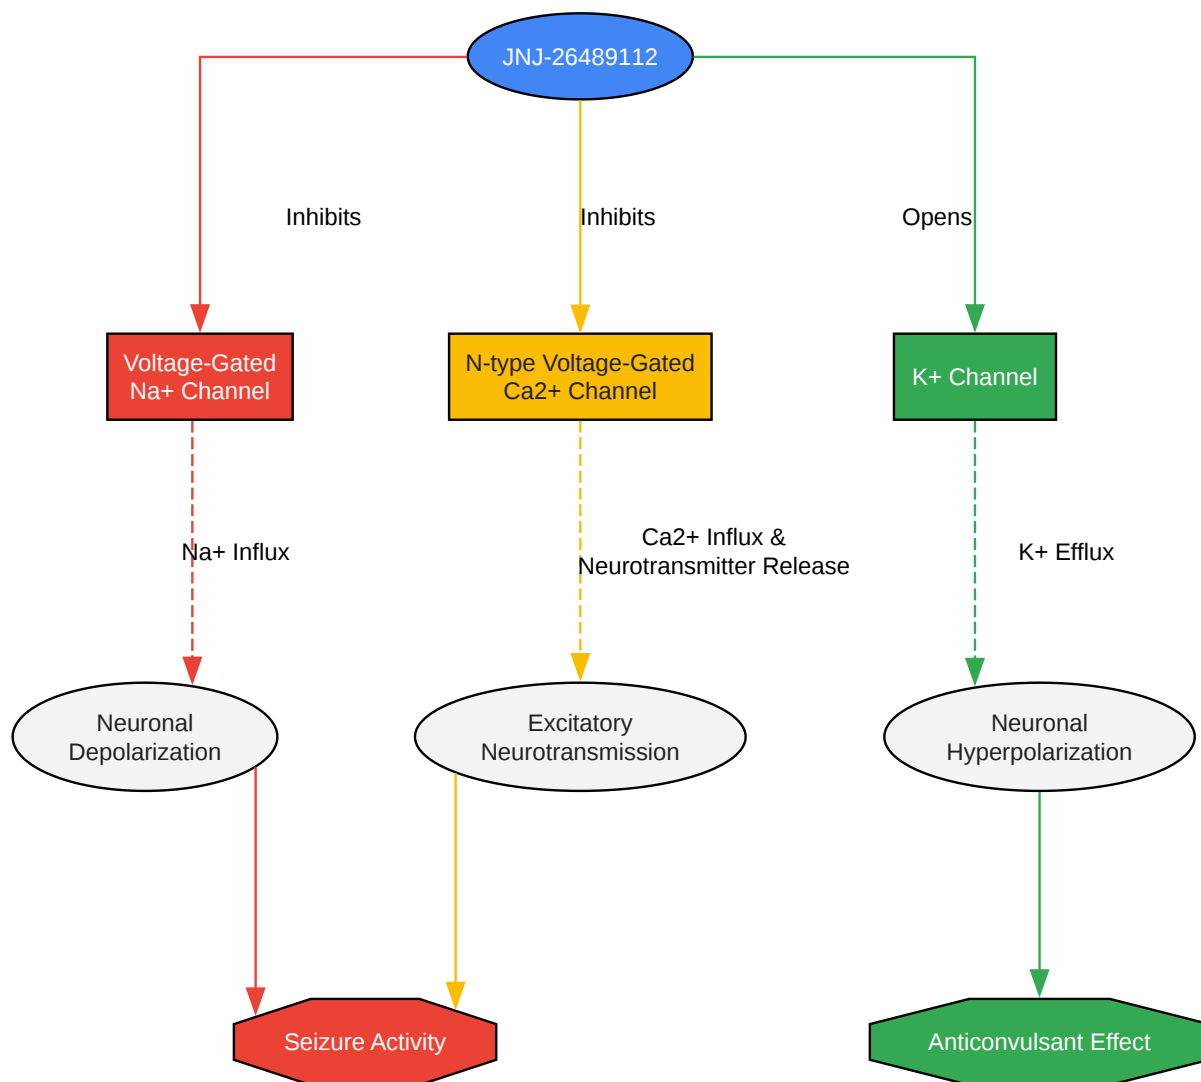 JNJ-26489112
Inhibits
Inhibits
Opens
Voltage-Gated
Na+ Channel
N-type Voltage-Gated
Ca2+ Channel
K+ Channel
Na+ Influx
Ca2+ Influx &
Neurotransmitter Release
K+ Efflux
Neuronal
Depolarization
Excitatory
Neurotransmission
Neuronal
Hyperpolarization
Seizure Activity
Anticonvulsant Effect